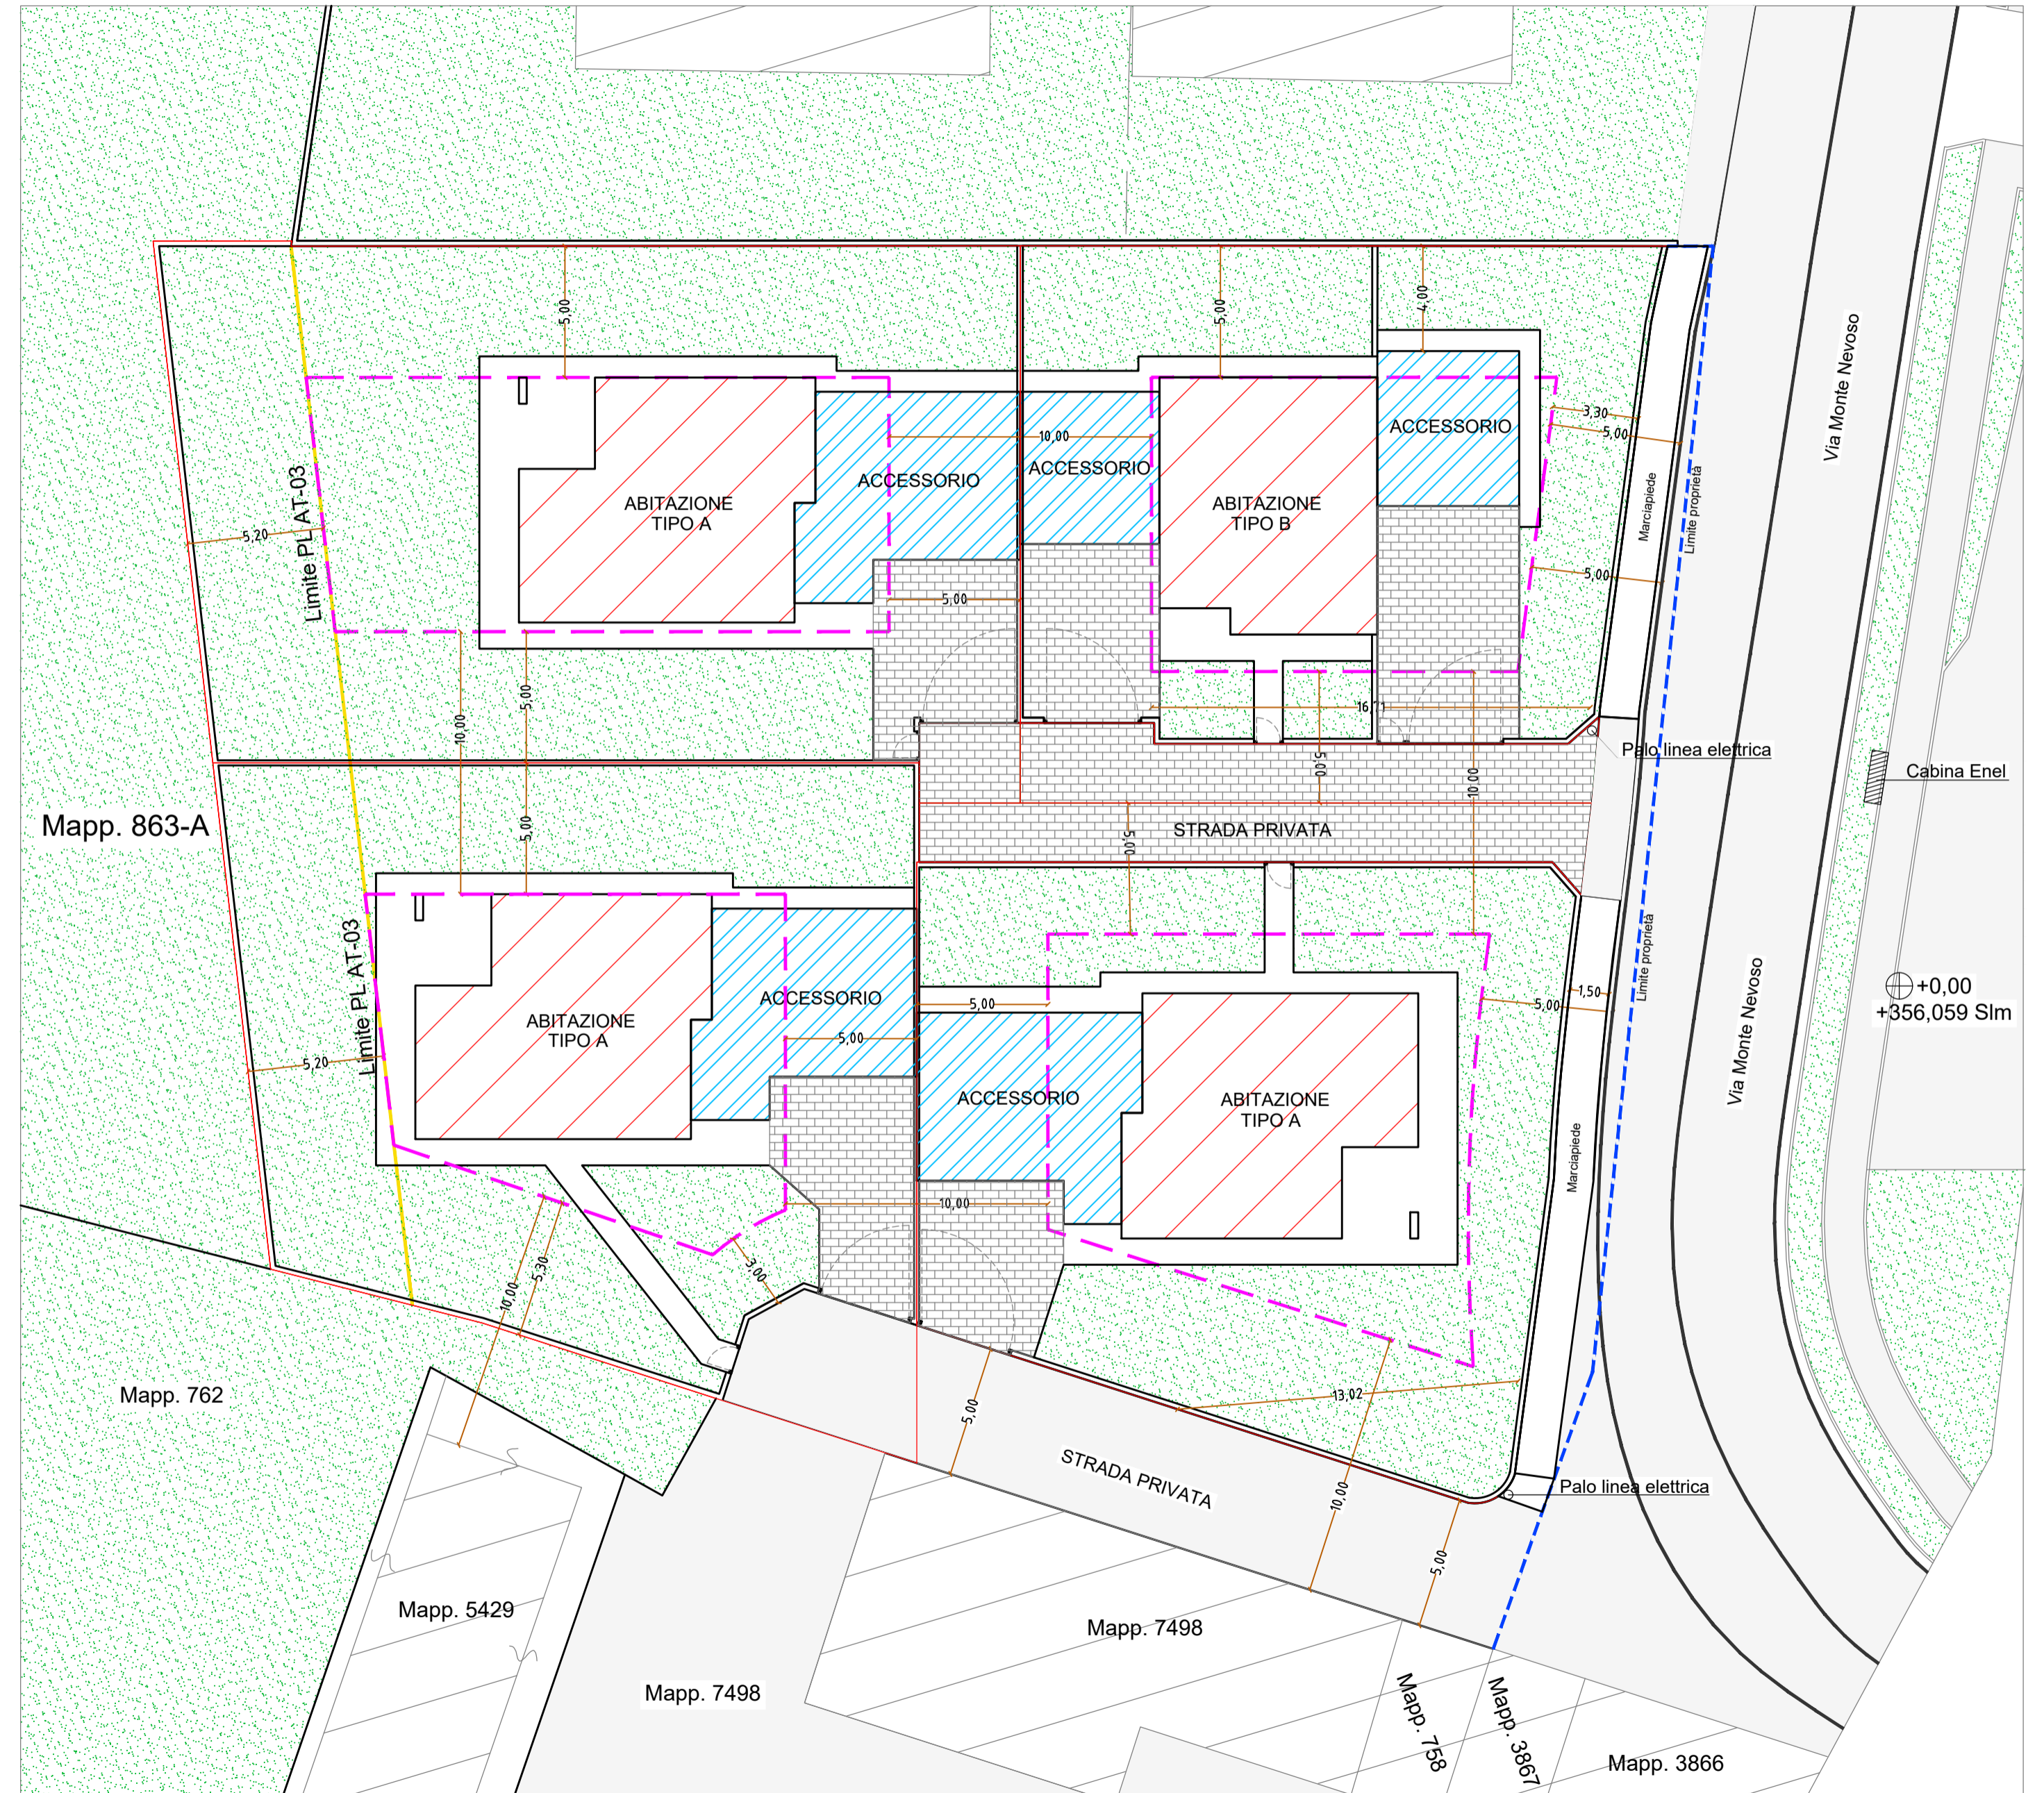 Via Monte Nevoso
5,00
5,00
4,00
3,30
5,00
ACCESSORIO
10,00
ACCESSORIO
ACCESSORIO
ABITAZIONE
TIPO A
ABITAZIONE
TIPO B
Marciapiede
Limite proprietà
Limite PL AT-03
5,20
5,00
5,00
5,00
10,00
5,00
Palo linea elettrica
Cabina Enel
5,00
10,00
Mapp. 863-A
5,00
5,00
STRADA PRIVATA
Limite PL AT-03
Limite proprietà
Via Monte Nevoso
+0,00
+356,059 Slm
ACCESSORIO
5,00
5,00
1,50
ABITAZIONE
TIPO A
5,00
5,20
ACCESSORIO
ABITAZIONE
TIPO A
Marciapiede
10,00
3,00
5,30
10,00
Mapp. 762
13,02
5,00
STRADA PRIVATA
10,00
Palo linea elettrica
5,00
Mapp. 5429
Mapp. 7498
Mapp. 7498
Mapp. 758
Mapp. 3867
Mapp. 3866